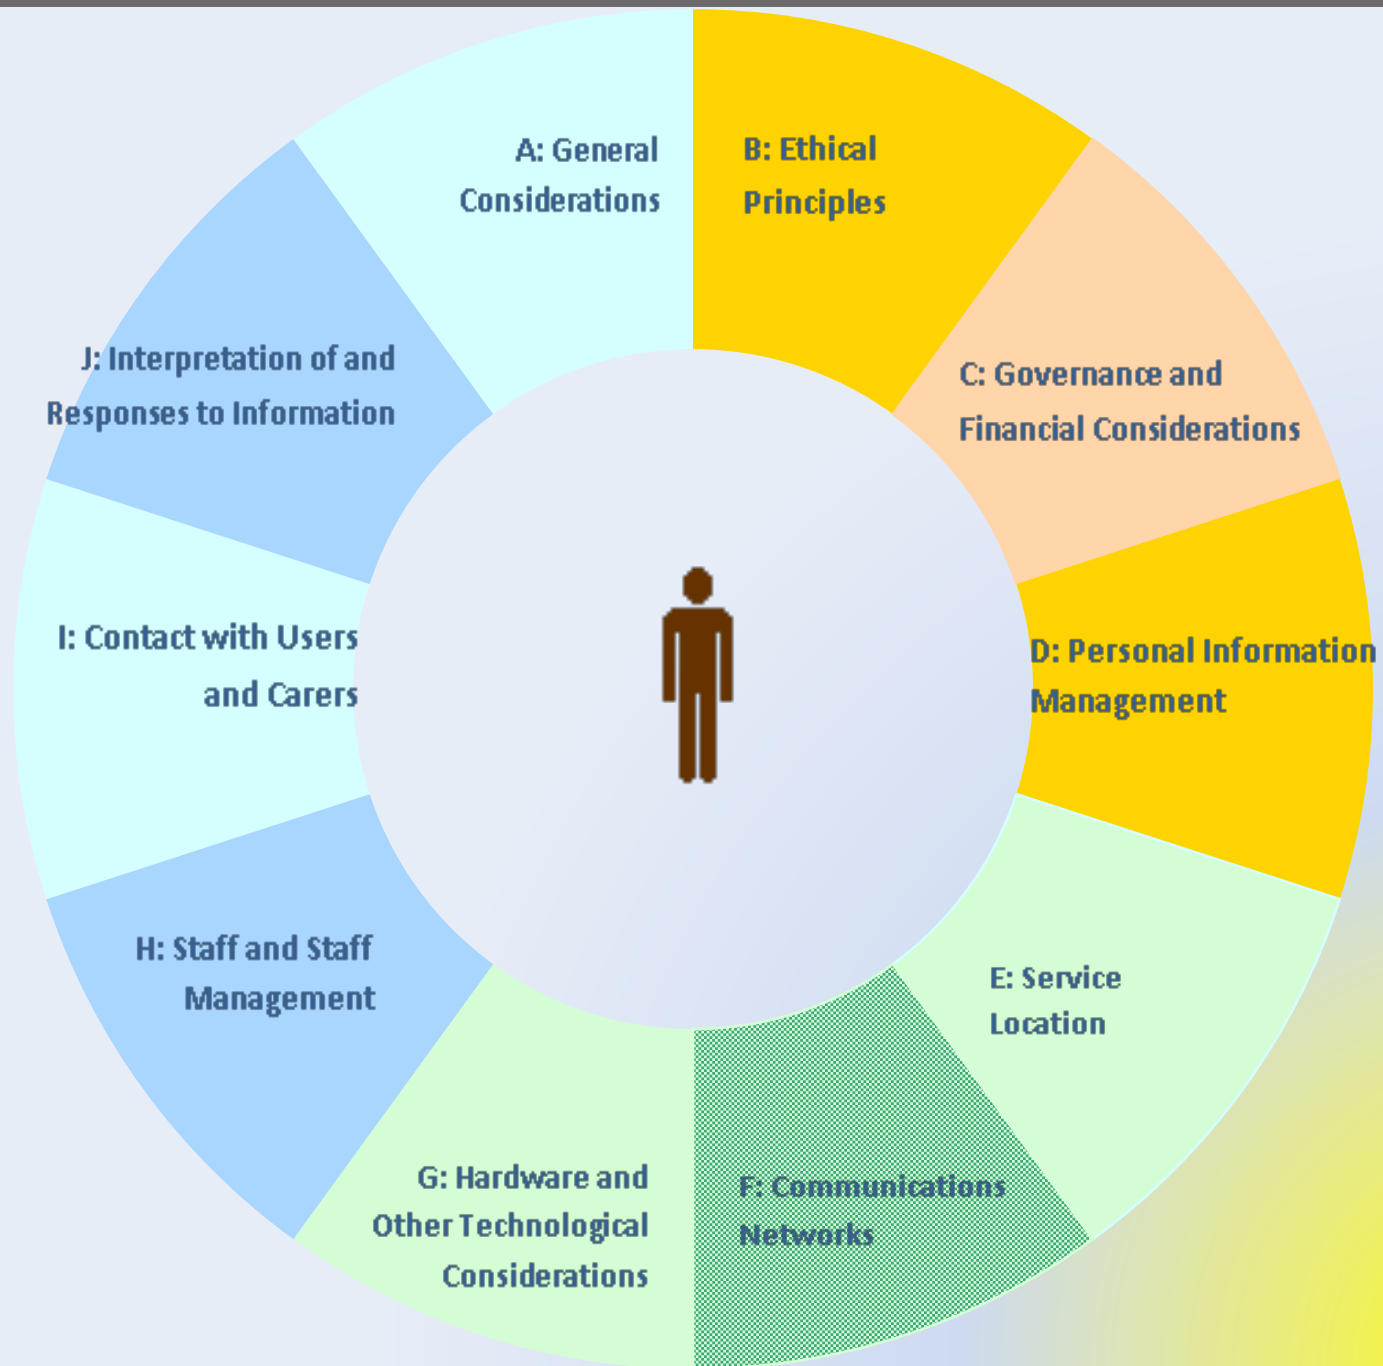 A: General
Considerations
B: Ethical
Principles
C: Governance and
Financial Considerations
D: Personal Information
Management
E: Service
Location
F: Communications
Networks
G: Hardware and
Other Technological
Considerations
H: Staff and Staff
Management
I: Contact with Users
and Carers
J: Interpretation of and
Responses to Information